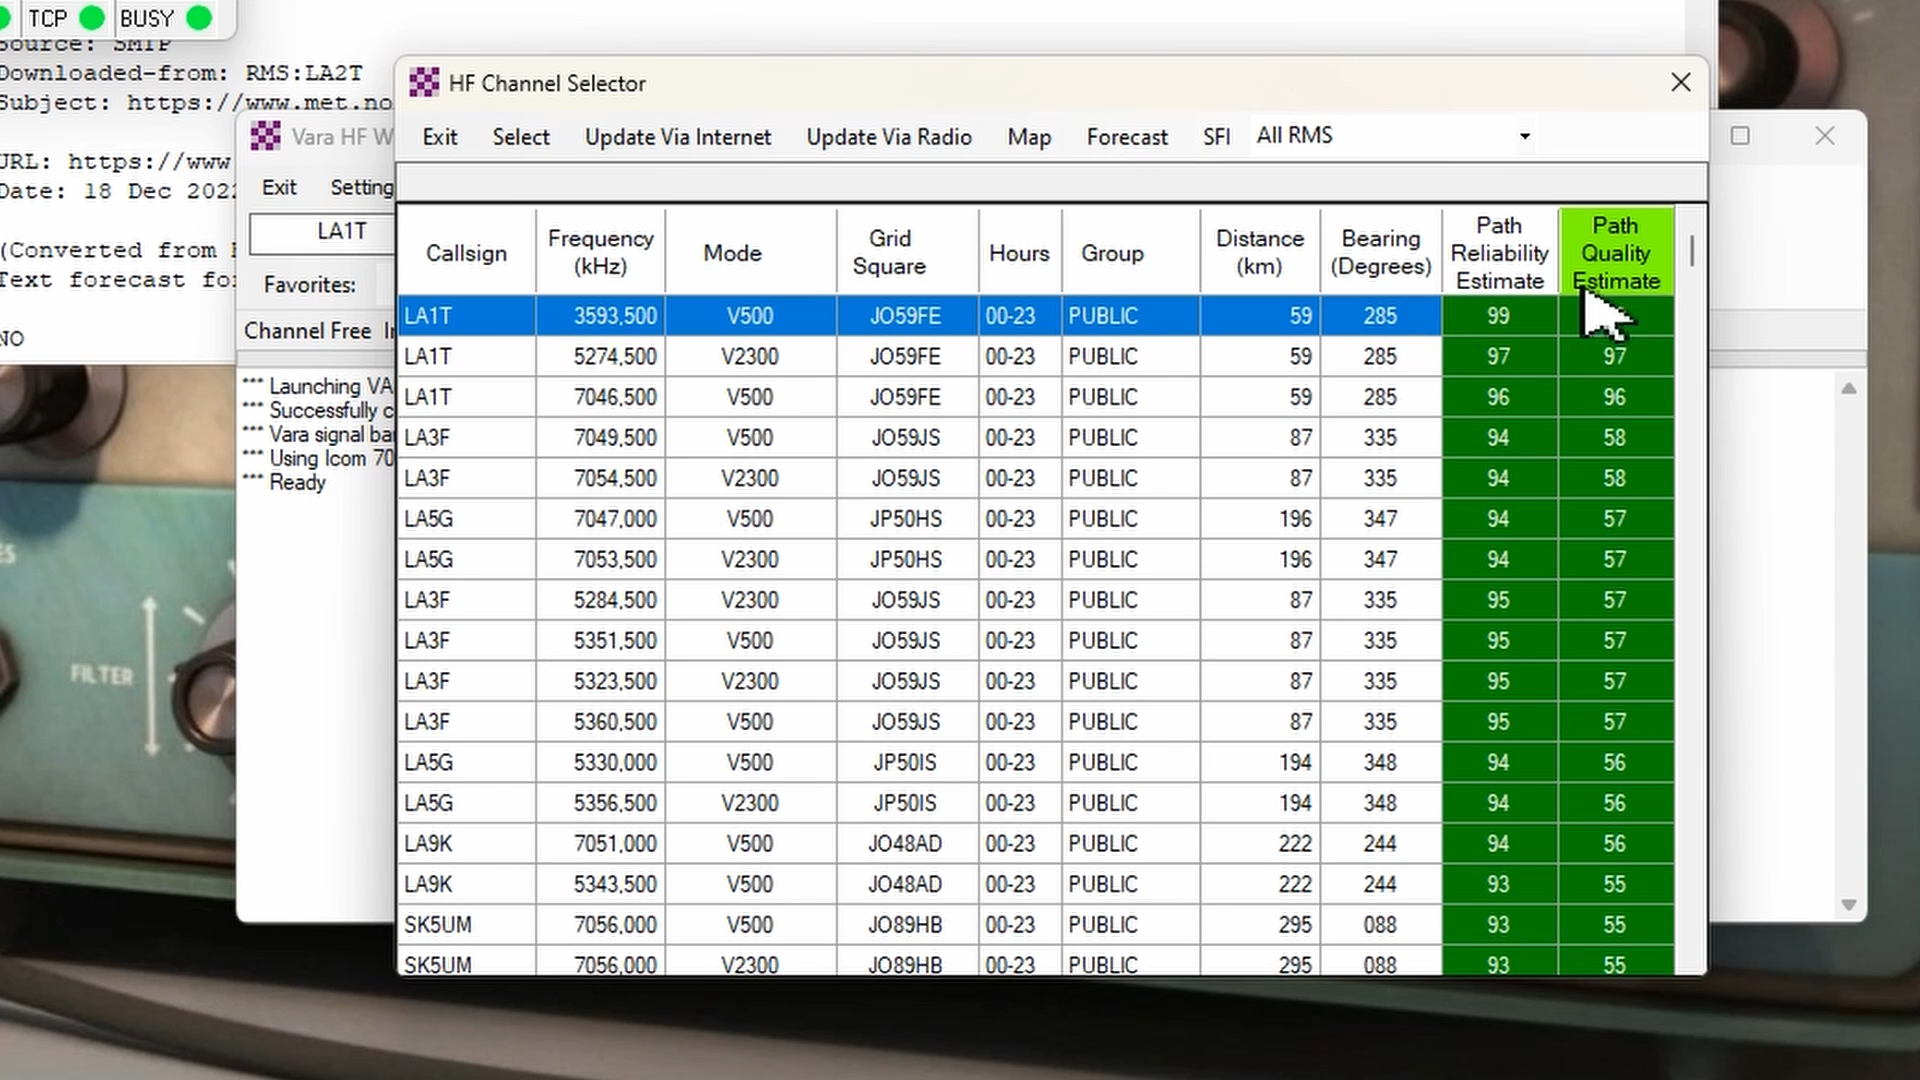 TCP BUSY
Downloaded-from: RMS:LA2T
Subject: https://www.met.no
URL: https://www
Date: 18 Dec 202
(Converted from
Text forecast fo
NO
Vara HF W
Exit Setting
LA1T
Favorites:
Channel Free
*** Launching VA
*** Successfully c
*** Vara signal ba
*** Using Icom 70
*** Ready
HF Channel Selector
Exit Select Update Via Internet Update Via Radio Map Forecast SFI All RMS
Callsign Frequency (kHz) Mode Grid Square Hours Group Distance (km) Bearing (Degrees) Path Reliability Estimate Path Quality Estimate
LA1T 3593,500 V500 JO59FE 00-23 PUBLIC 59 285 99
LA1T 5274,500 V2300 JO59FE 00-23 PUBLIC 59 285 97 97
LA1T 7046,500 V500 JO59FE 00-23 PUBLIC 59 285 96 96
LA3F 7049,500 V500 JO59JS 00-23 PUBLIC 87 335 94 58
LA3F 7054,500 V2300 JO59JS 00-23 PUBLIC 87 335 94 58
LA5G 7047,000 V500 JP50HS 00-23 PUBLIC 196 347 94 57
LA5G 7053,500 V2300 JP50HS 00-23 PUBLIC 196 347 94 57
LA3F 5284,500 V2300 JO59JS 00-23 PUBLIC 87 335 95 57
LA3F 5351,500 V500 JO59JS 00-23 PUBLIC 87 335 95 57
LA3F 5323,500 V2300 JO59JS 00-23 PUBLIC 87 335 95 57
LA3F 5360,500 V500 JO59JS 00-23 PUBLIC 87 335 95 57
LA5G 5330,000 V500 JP50IS 00-23 PUBLIC 194 348 94 56
LA5G 5356,500 V2300 JP50IS 00-23 PUBLIC 194 348 94 56
LA9K 7051,000 V500 JO48AD 00-23 PUBLIC 222 244 94 56
LA9K 5343,500 V500 JO48AD 00-23 PUBLIC 222 244 93 55
SK5UM 7056,000 V500 JO89HB 00-23 PUBLIC 295 088 93 55
SK5UM 7056,000 V2300 JO89HB 00-23 PUBLIC 295 088 93 55
FILTER